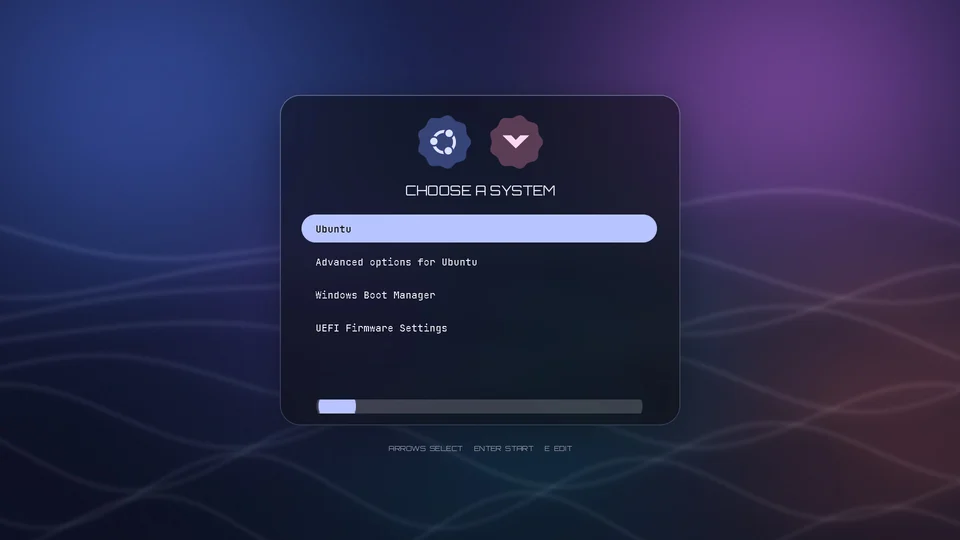 CHOOSE A SYSTEM
Ubuntu
Advanced options for Ubuntu
Windows Boot Manager
UEFI Firmware Settings
ARROWS SELECT ENTER START E EDIT